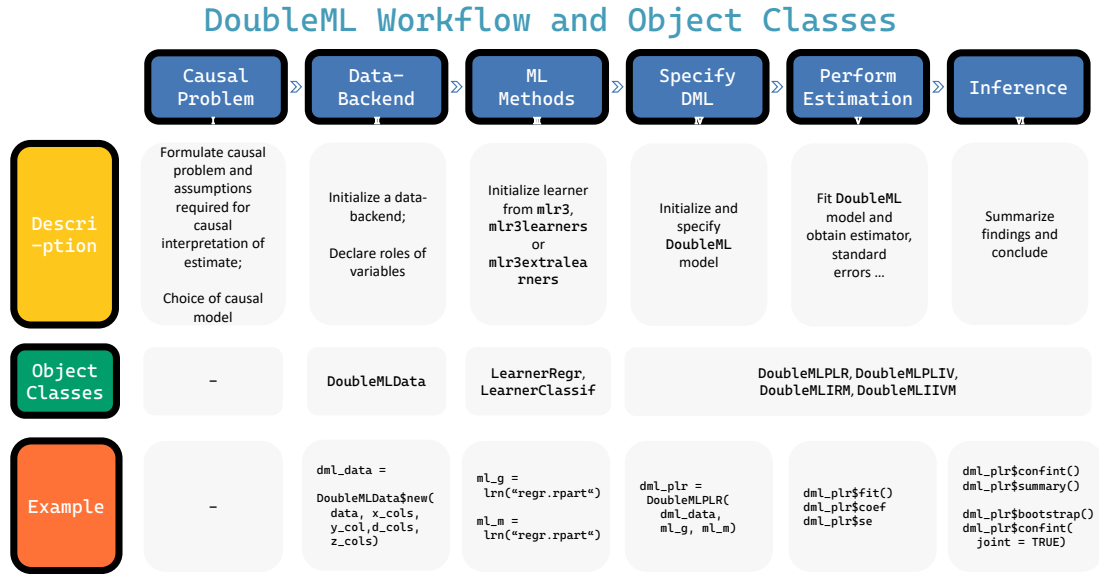 DoubleML Workflow and Object Classes
Causal
Problem
I
Data-
Backend
II
ML
Methods
III
Specify
DML
IV
Perform
Estimation
V
Inference
VI
Descri
-ption
Formulate causal
problem and
assumptions
required for
causal
interpretation of
estimate;
Choice of causal
model
Initialize a data-
backend;
Declare roles of
variables
Initialize learner
from mlr3,
mlr3learners
or
mlr3extralea
rners
Initialize and
specify
DoubleML
model
Fit DoubleML
model and
obtain estimator,
standard
errors …
Summarize
findings and
conclude
Object
Classes
–
DoubleMLData
LearnerRegr,
LearnerClassif
DoubleMLPLR, DoubleMLPLIV,
DoubleMLIRM, DoubleMLIIVM
Example
–
dml_data =
DoubleMLData$new(
data, x_cols,
y_col,d_cols,
z_cols)
ml_g =
lrn(“regr.rpart“)
ml_m =
lrn(“regr.rpart“)
dml_plr =
DoubleMLPLR(
dml_data,
ml_g, ml_m)
dml_plr$fit()
dml_plr$coef
dml_plr$se
dml_plr$confint()
dml_plr$summary()
dml_plr$bootstrap()
dml_plr$confint(
joint = TRUE)